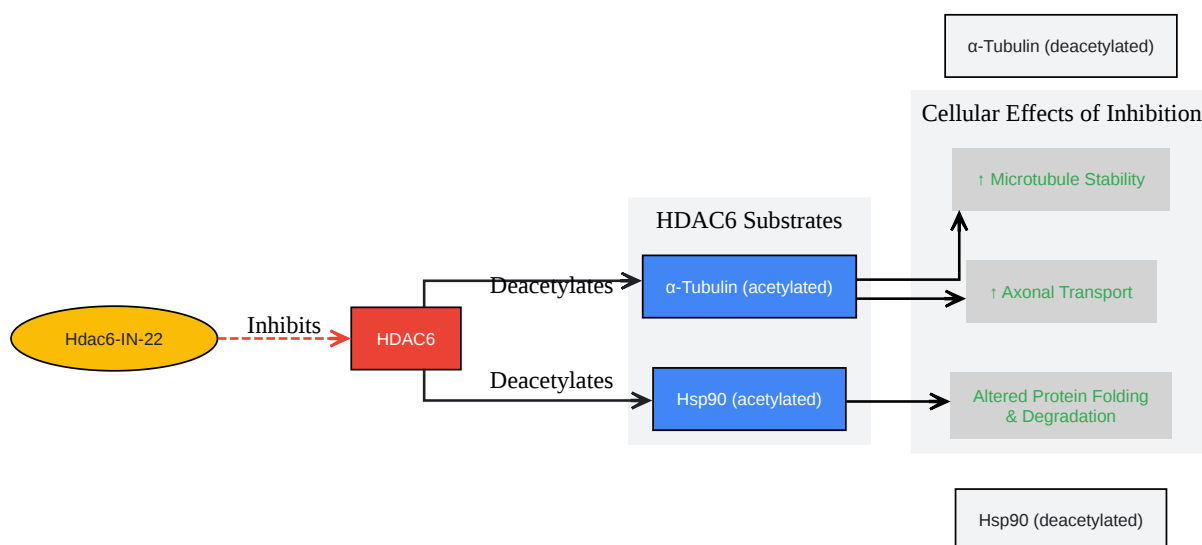 α-Tubulin (deacetylated)
Cellular Effects of Inhibition
↑ Microtubule Stability
HDAC6 Substrates
Deacetylates
α-Tubulin (acetylated)
↑ Axonal Transport
Hdac6-IN-22
Inhibits
HDAC6
Deacetylates
Hsp90 (acetylated)
Altered Protein Folding
& Degradation
Hsp90 (deacetylated)